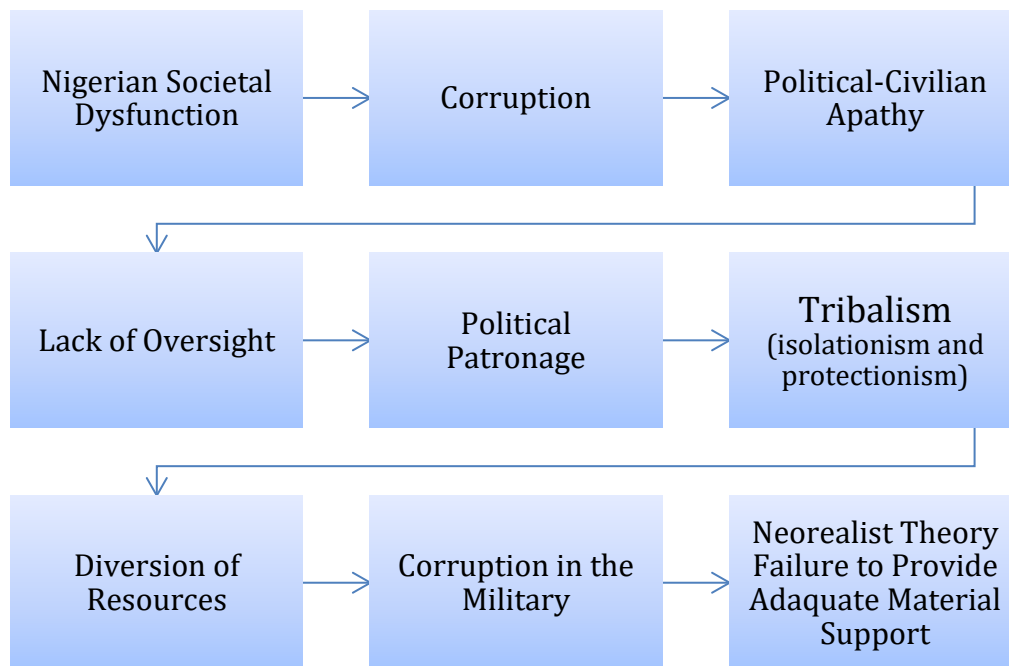 Nigerian Societal
Dysfunction
Corruption
Political-Civilian
Apathy
Lack of Oversight
Political
Patronage
Tribalism
(isolationism and
protectionism)
Diversion of
Resources
Corruption in the
Military
Neorealist Theory
Failure to Provide
Adaquate Material
Support